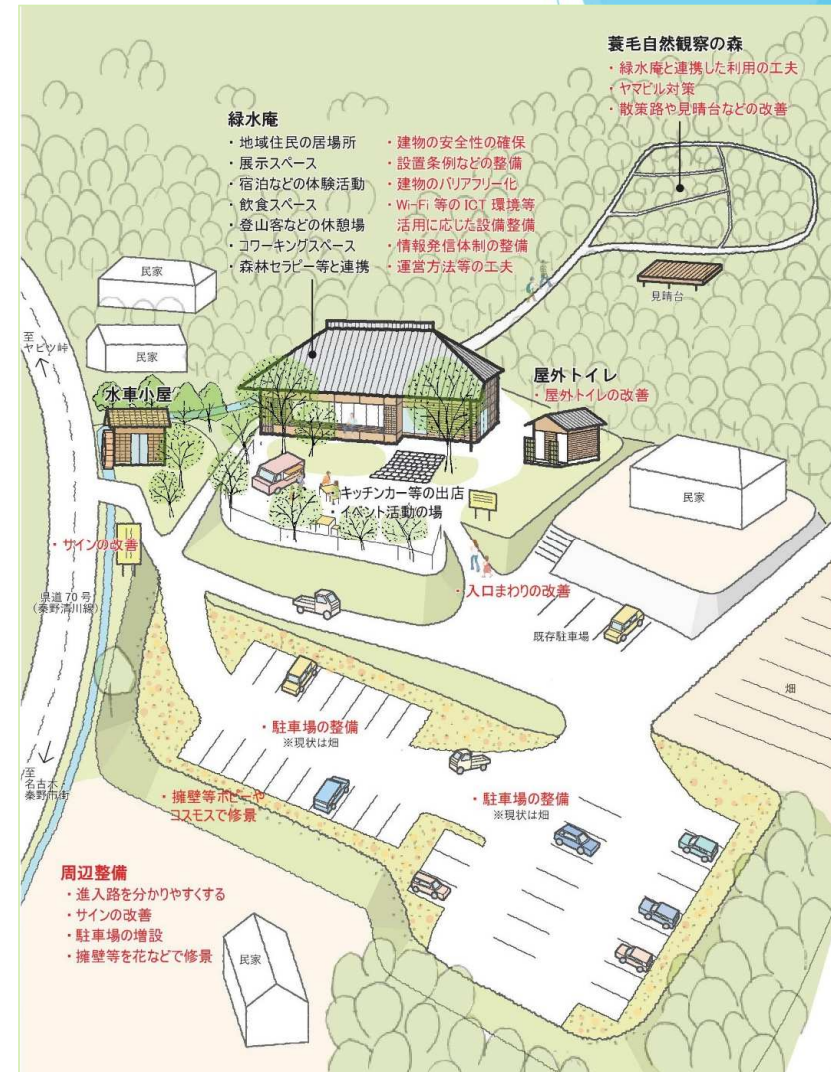 蓑毛自然観察の森
・緑水庵と連携した利用の工夫
・ヤマビル対策
・散策路や見晴台などの改善
見晴台
緑水庵
・地域住民の居場所
・展示スペース
・宿泊などの体験活動
・飲食スペース
・登山客などの休憩場
・コワーキングスペース
・森林セラピー等と連携
・建物の安全性の確保
・設置条例などの整備
・建物のバリアフリー化
・Wi-Fi 等の ICT 環境等
活用に応じた設備整備
・情報発信体制の整備
・運営方法等の工夫
民家
民家
至
ヤビツ峠
水車小屋
屋外トイレ
・屋外トイレの改善
民家
・キッチンカー等の出店
・イベント活動の場
・サインの改善
県道 70 号
(秦野清川線)
・入口まわりの改善
既存駐車場
畑
・駐車場の整備
※現状は畑
・駐車場の整備
※現状は畑
至
名古木・
秦野市街
・擁壁等ポピーや
コスモスで修景
周辺整備
・進入路を分かりやすくする
・サインの改善
・駐車場の増設
・擁壁等を花などで修景
民家